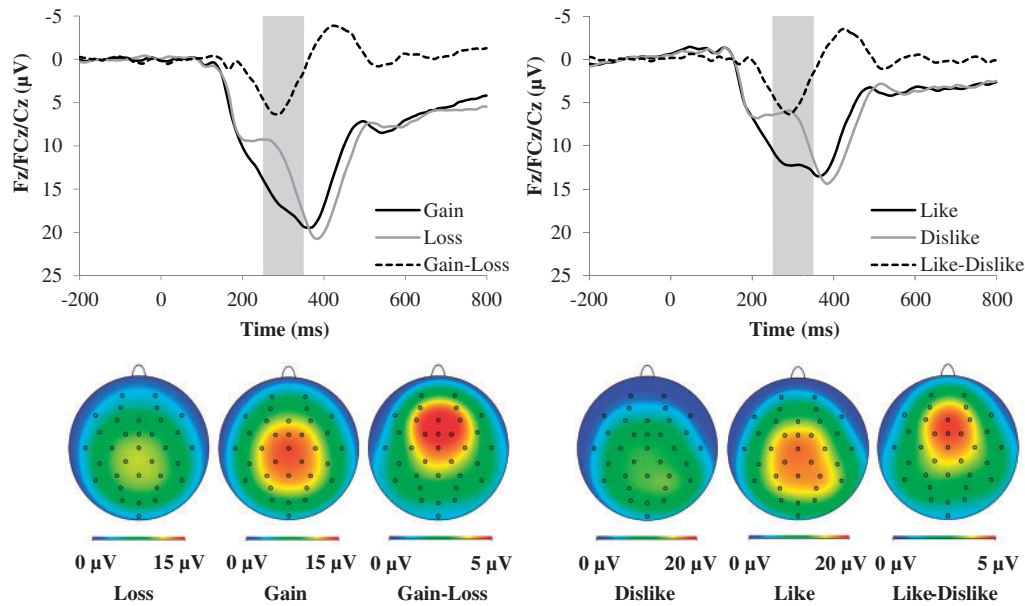 Fz/FCz/Cz (µV)
-5
0
5
10
15
20
25
-200
0
200
400
600
800
Time (ms)
Gain
Loss
Gain-Loss
Fz/FCz/Cz (µV)
-5
0
5
10
15
20
25
-200
0
200
400
600
800
Time (ms)
Like
Dislike
Like-Dislike
0 µV 15 µV
Loss
0 µV 15 µV
Gain
0 µV 5 µV
Gain-Loss
0 µV 20 µV
Dislike
0 µV 20 µV
Like
0 µV 5 µV
Like-Dislike